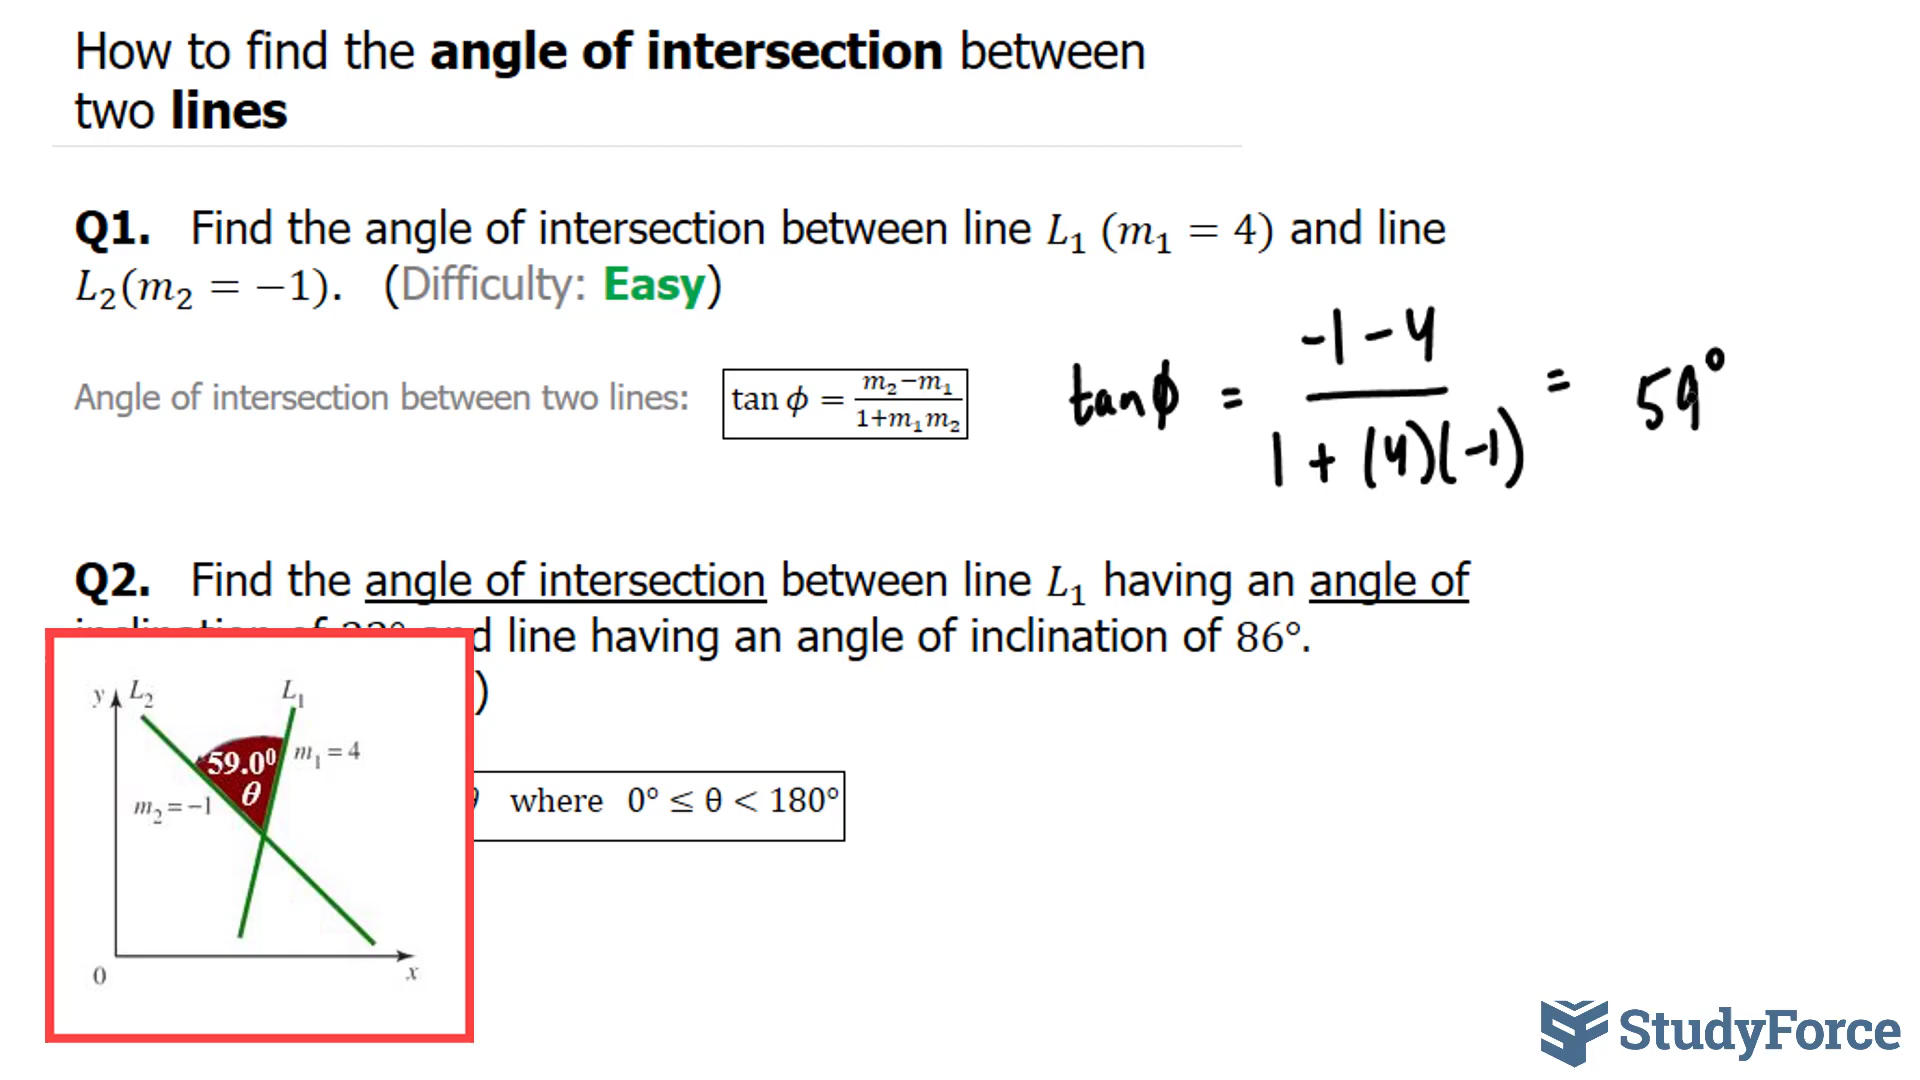 How to find the angle of intersection between
two lines
Q1. Find the angle of intersection between line L₁ (m₁ = 4) and line
L₂(m₂ = −1). (Difficulty: Easy)
Angle of intersection between two lines: tan ϕ = (m₂−m₁)/(1+m₁m₂)
tanϕ = (-1-4)/(1+(4)(-1)) = 59°
Q2. Find the angle of intersection between line L₁ having an angle of
d line having an angle of inclination of 86°.
)
where 0° ≤ θ < 180°
y L₂ L₁
59.0⁰ m₁ = 4
θ
m₂ = −1
0 x
StudyForce